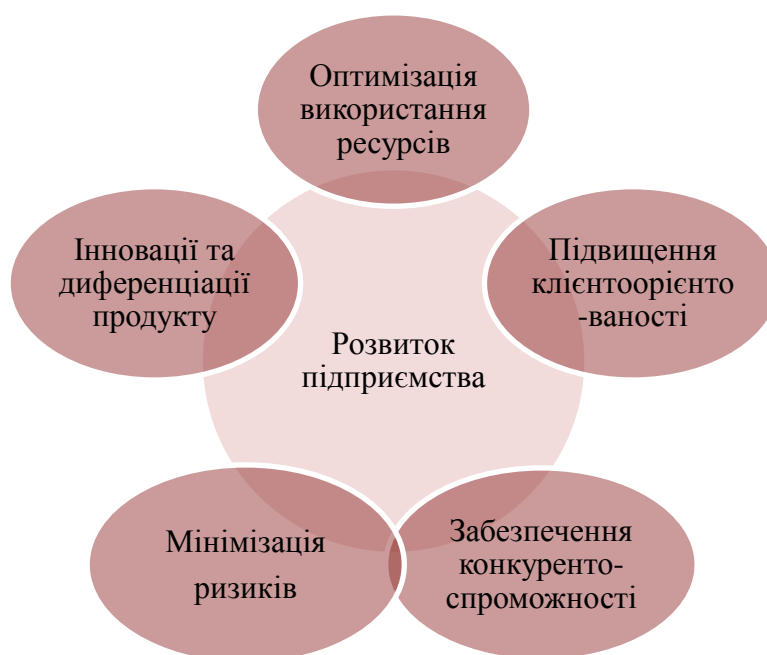 Оптимізація
використання
ресурсів
Інновації та
диференціації
продукту
Підвищення
клієнтоорієнто
-ваності
Розвиток
підприємства
Мінімізація
ризиків
Забезпечення
конкуренто-
спроможності